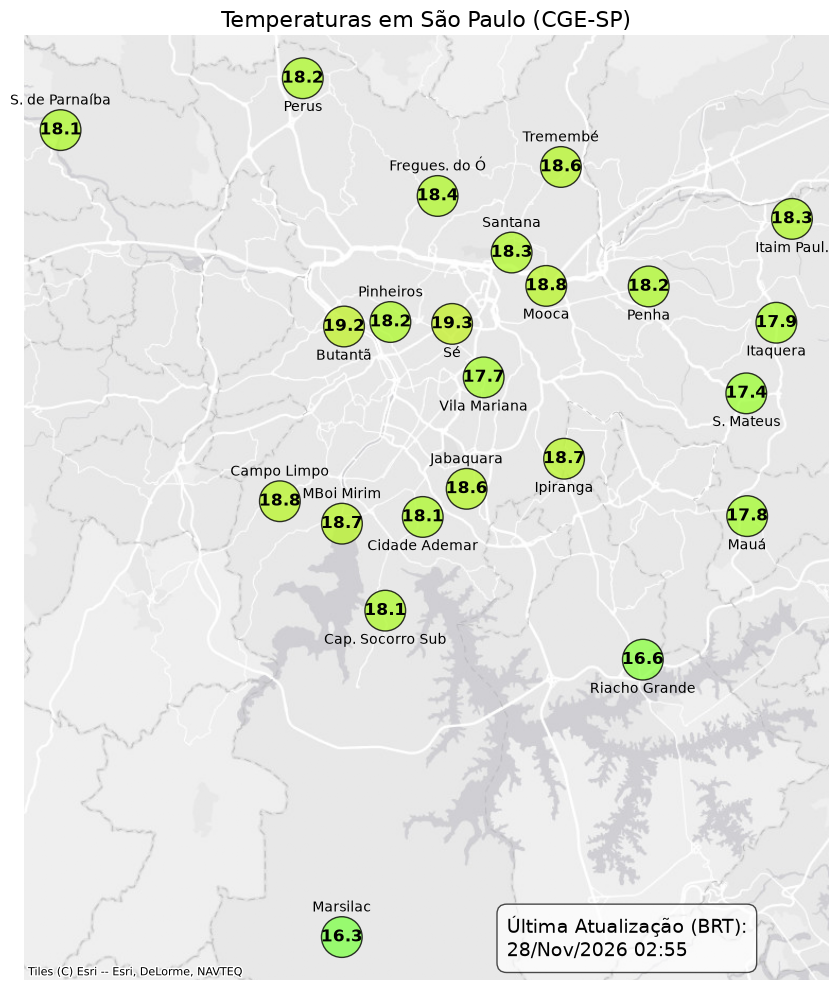 Temperaturas em São Paulo (CGE-SP)
18.2
Perus
S. de Parnaíba
18.1
Tremembé
18.6
Fregues. do Ó
18.4
18.3
Itaim Paul.
Santana
18.3
18.8
Mooca
18.2
Penha
Pinheiros
18.2
19.2
Butantã
19.3
Sé
17.9
Itaquera
17.7
Vila Mariana
17.4
S. Mateus
Jabaquara
18.6
18.7
Ipiranga
Campo Limpo
18.8
MBoi Mirim
18.7
18.1
Cidade Ademar
17.8
Mauá
18.1
Cap. Socorro Sub
16.6
Riacho Grande
Marsilac
16.3
Última Atualização (BRT):
28/Nov/2026 02:55
Tiles (C) Esri -- Esri, DeLorme, NAVTEQ